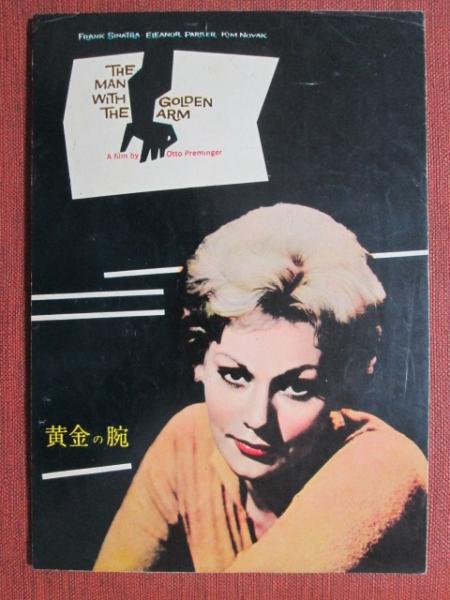 FRANK SINATRA · ELEANOR PARKER · KIM NOVAK
THE
MAN
WITH GOLDEN
THE ARM
A film by Otto Preminger
黄金の腕